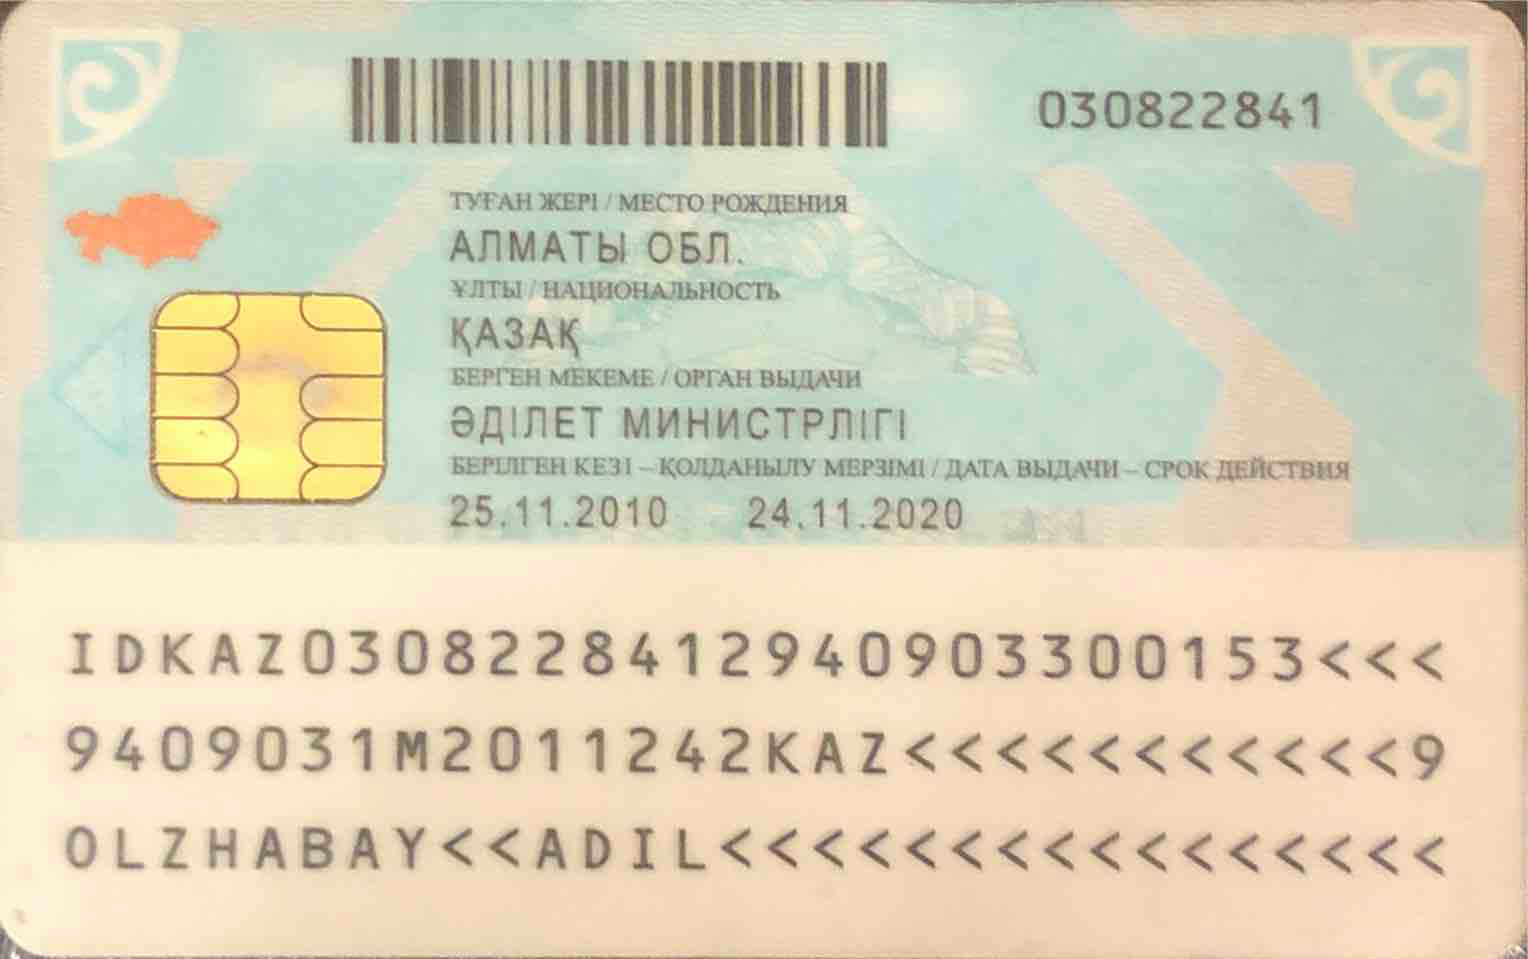 030822841
ТУҒАН ЖЕРІ / МЕСТО РОЖДЕНИЯ
АЛМАТЫ ОБЛ.
ҰЛТЫ / НАЦИОНАЛЬНОСТЬ
ҚАЗАҚ
БЕРГЕН МЕКЕМЕ / ОРГАН ВЫДАЧИ
ӘДІЛЕТ МИНИСТРЛІГІ
БЕРІЛГЕН КЕЗІ – ҚОЛДАНЫЛУ МЕРЗІМІ / ДАТА ВЫДАЧИ – СРОК ДЕЙСТВИЯ
25.11.2010 24.11.2020
IDKAZ0308228412940903300153<<<
9409031M2011242KAZ<<<<<<<<<<<9
OLZHABAY<<ADIL<<<<<<<<<<<<<<<<